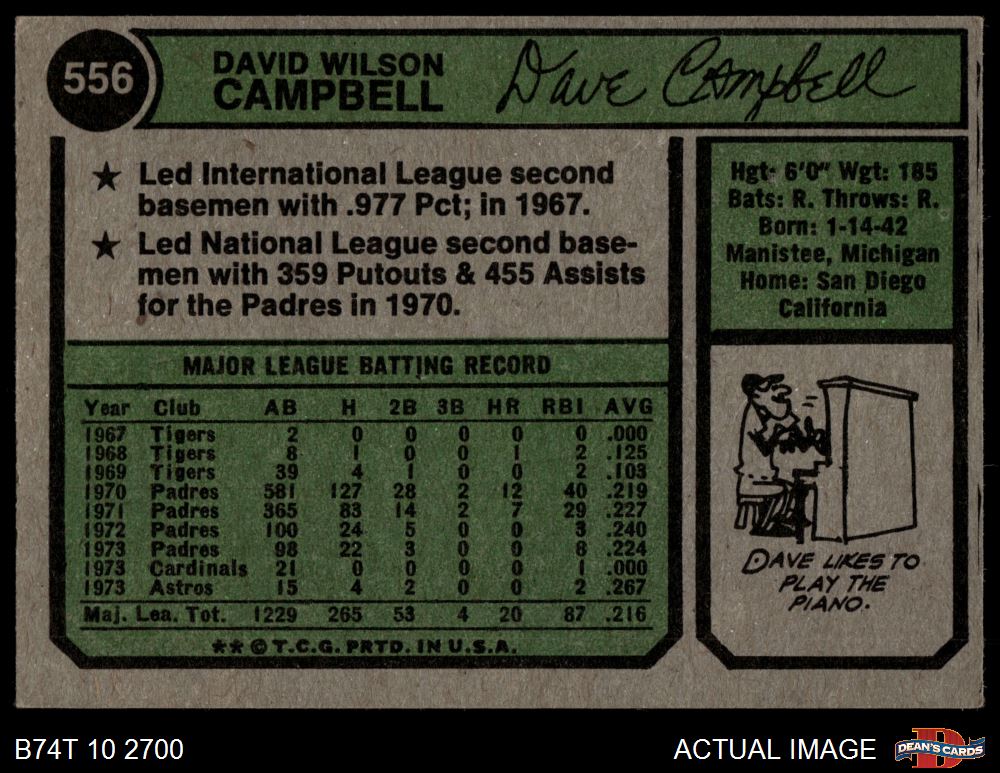 556
DAVID WILSON
CAMPBELL
Dave Campbell
★ Led International League second
basemen with .977 Pct; in 1967.
★ Led National League second base-
men with 359 Putouts & 455 Assists
for the Padres in 1970.
Hgt: 6'0" Wgt: 185
Bats: R. Throws: R.
Born: 1-14-42
Manistee, Michigan
Home: San Diego
California
MAJOR LEAGUE BATTING RECORD
Year Club AB H 2B 3B HR RBI AVG
1967 Tigers 2 0 0 0 0 0 .000
1968 Tigers 8 1 0 0 1 2 .125
1969 Tigers 39 4 1 0 0 2 .103
1970 Padres 581 127 28 2 12 40 .219
1971 Padres 365 83 14 2 7 29 .227
1972 Padres 100 24 5 0 0 3 .240
1973 Padres 98 22 3 0 0 8 .224
1973 Cardinals 21 0 0 0 0 1 .000
1973 Astros 15 4 2 0 0 2 .267
Maj. Lea. Tot. 1229 265 53 4 20 87 .216
** © T.C.G. PRTD. IN U.S.A.
DAVE LIKES TO
PLAY THE
PIANO.
B74T 10 2700
ACTUAL IMAGE
DEAN'S CARDS